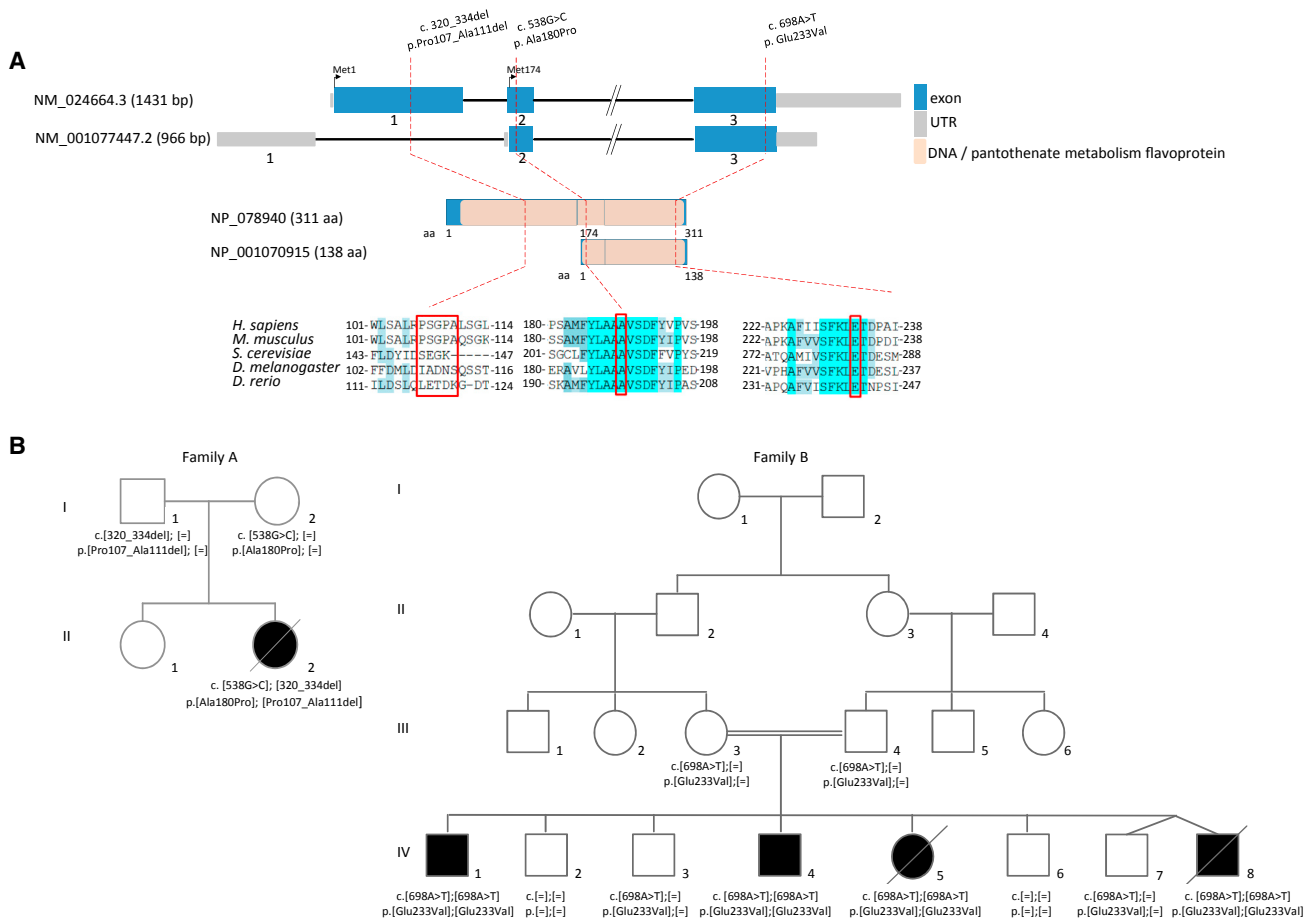 c. 320_334del
p.Pro107_Ala111del
c. 538G>C
p. Ala180Pro
c. 698A>T
p. Glu233Val
A
Met1
Met174
NM_024664.3 (1431 bp)
1
2
3
NM_001077447.2 (966 bp)
1
2
3
exon
UTR
DNA / pantothenate metabolism flavoprotein
NP_078940 (311 aa)
aa 1 174 311
NP_001070915 (138 aa)
aa 1 138
H. sapiens 101-WLSALRPSGPALSGL-114 180-PSAMFYLAAAVSDFYVPVS-198 222-APKAFIISFKLETDPAI-238
M. musculus 101-WLSALRPSGPAQSGK-114 180-SSAMFYLAAAVSDFYVPVS-198 222-APKAFVVSFKLETDPDI-238
S. cerevisiae 143-FLDYIDSEGK-----147 201-SGCLFYLAAAVSDFFVPYS-219 272-TQAMIVSFKLETDESM-288
D. melanogaster 102-FFDMLDIADNSQSST-116 180-ERAVLYLAAAVSDFYIPED-198 221-VPHAFVVSFKLETDESL-237
D. rerio 111-ILDSLQLETDKG-DT-124 190-SKAMFYLAAAVSDFYIPAS-208 231-APQAFVISFKLETNPSI-247
B
Family A
Family B
I
1
2
c.[320_334del]; [=]
p.[Pro107_Ala111del]; [=]
c. [538G>C]; [=]
p.[Ala180Pro]; [=]
II
1
2
c. [538G>C]; [320_334del]
p.[Ala180Pro]; [Pro107_Ala111del]
I
1
2
II
1
2
3
4
III
1
2
3
4
5
6
c.[698A>T];[=]
p.[Glu233Val];[=]
c.[698A>T];[=]
p.[Glu233Val];[=]
IV
1
2
3
4
5
6
7
8
c.[698A>T];[698A>T]
p.[Glu233Val];[Glu233Val]
c.[=];[=]
p.[=];[=]
c.[698A>T];[=]
p.[Glu233Val];[=]
c.[698A>T];[698A>T]
p.[Glu233Val];[Glu233Val]
c.[698A>T];[698A>T]
p.[Glu233Val];[Glu233Val]
c.[=];[=]
p.[=];[=]
c.[698A>T];[=]
p.[Glu233Val];[=]
c.[698A>T];[698A>T]
p.[Glu233Val];[Glu233Val]